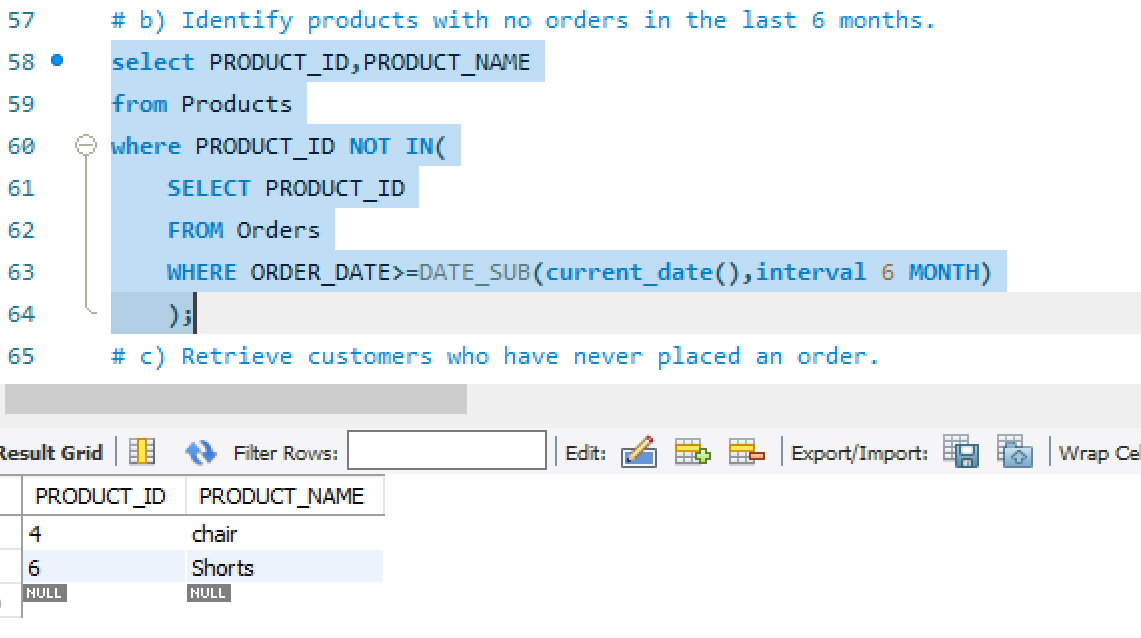 57 # b) Identify products with no orders in the last 6 months.
58 select PRODUCT_ID,PRODUCT_NAME
59 from Products
60 where PRODUCT_ID NOT IN(
61 SELECT PRODUCT_ID
62 FROM Orders
63 WHERE ORDER_DATE>=DATE_SUB(current_date(),interval 6 MONTH)
64 );
65 # c) Retrieve customers who have never placed an order.
Result Grid Filter Rows: Edit: Export/Import: Wrap Cel
PRODUCT_ID PRODUCT_NAME
4 chair
6 Shorts
NULL NULL